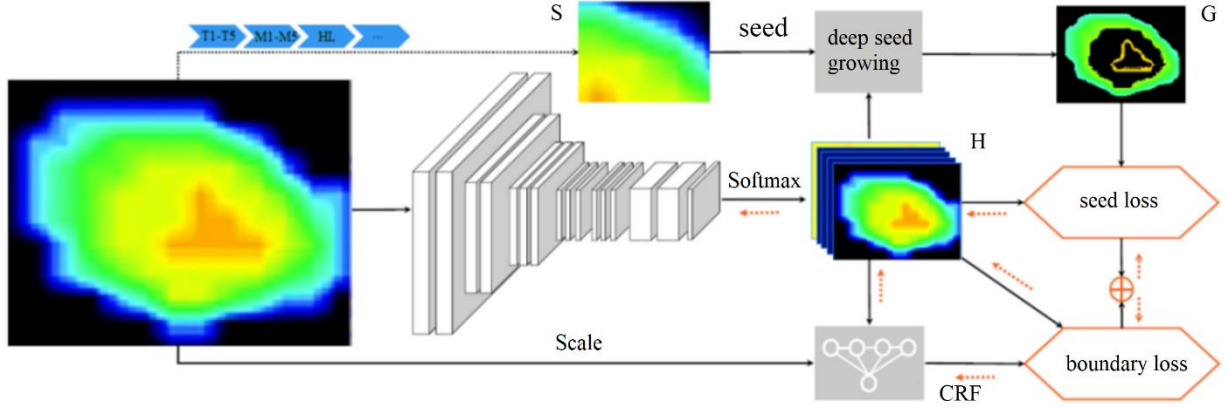 T1-T5 M1-M5 HL ...
S
seed
deep seed
growing
G
H
Softmax
seed loss
Scale
CRF
boundary loss